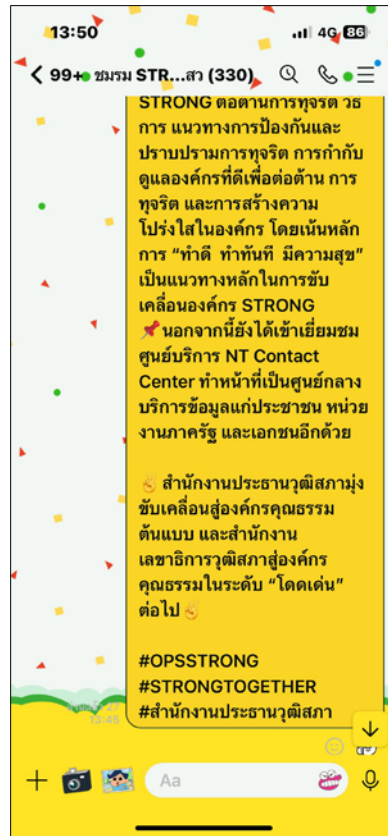 13:50
4G 86
99+ ชมรม STR...สว (330)
STRONG ต่อต้านการทุจริต วิธี
การ แนวทางการป้องกันและ
ปราบปรามการทุจริต การกำกับ
ดูแลองค์กรที่ดีเพื่อต่อต้าน การ
ทุจริต และการสร้างความ
โปร่งใสในองค์กร โดยเน้นหลัก
การ “ทำดี ทำทันที มีความสุข”
เป็นแนวทางหลักในการขับ
เคลื่อนองค์กร STRONG
📌นอกจากนี้ยังได้เข้าเยี่ยมชม
ศูนย์บริการ NT Contact
Center ทำหน้าที่เป็นศูนย์กลาง
บริการข้อมูลแก่ประชาชน หน่วย
งานภาครัฐ และเอกชนอีกด้วย
✌️สำนักงานประธานวุฒิสภามุ่ง
ขับเคลื่อนสู่องค์กรคุณธรรม
ต้นแบบ และสำนักงาน
เลขาธิการวุฒิสภาสู่องค์กร
คุณธรรมในระดับ “โดดเด่น”
ต่อไป✌️
#OPSSTRONG
#STRONGTOGETHER
#สำนักงานประธานวุฒิสภา
13:46
Aa